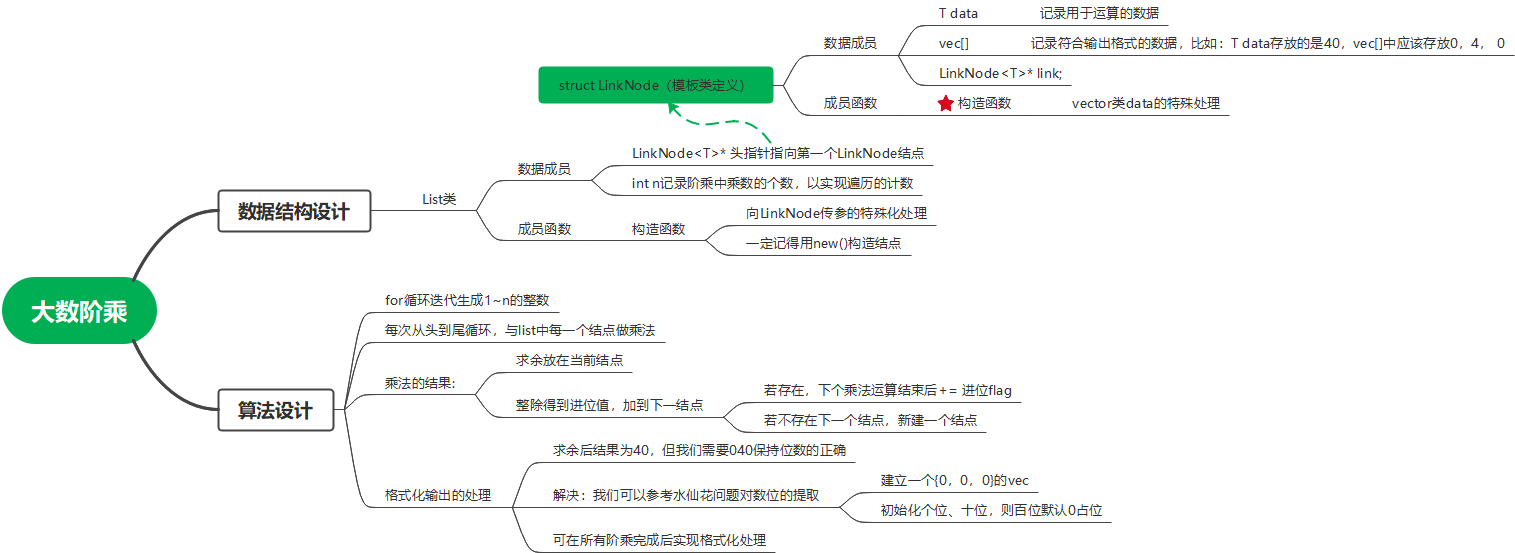 大数阶乘
数据结构设计
List类
数据成员
LinkNode<T>* 头指针指向第一个LinkNode结点
struct LinkNode（模板类定义）
数据成员
T data
记录用于运算的数据
vec[]
记录符合输出格式的数据，比如：T data存放的是40，vec[]中应该存放0，4， 0
LinkNode<T>* link;
成员函数
构造函数
vector类data的特殊处理
int n记录阶乘中乘数的个数，以实现遍历的计数
成员函数
构造函数
向LinkNode传参的特殊化处理
一定记得用new()构造结点
算法设计
for循环迭代生成1~n的整数
每次从头到尾循环，与list中每一个结点做乘法
乘法的结果：
求余放在当前结点
整除得到进位值，加到下一结点
若存在，下个乘法运算结束后+= 进位flag
若不存在下一个结点，新建一个结点
格式化输出的处理
求余后结果为40，但我们需要040保持位数的正确
解决：我们可以参考水仙花问题对数位的提取
建立一个{0，0，0}的vec
初始化个位、十位，则百位默认0占位
可在所有阶乘完成后实现格式化处理